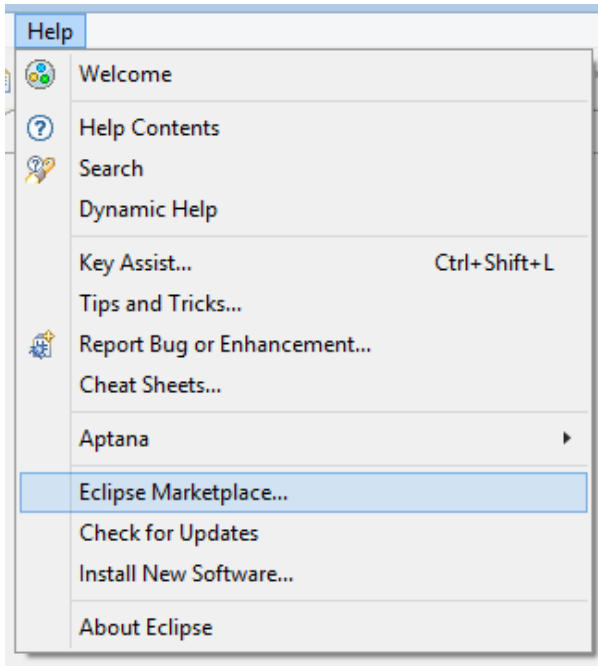 Help
Welcome
Help Contents
Search
Dynamic Help
Key Assist... Ctrl+Shift+L
Tips and Tricks...
Report Bug or Enhancement...
Cheat Sheets...
Aptana
Eclipse Marketplace...
Check for Updates
Install New Software...
About Eclipse